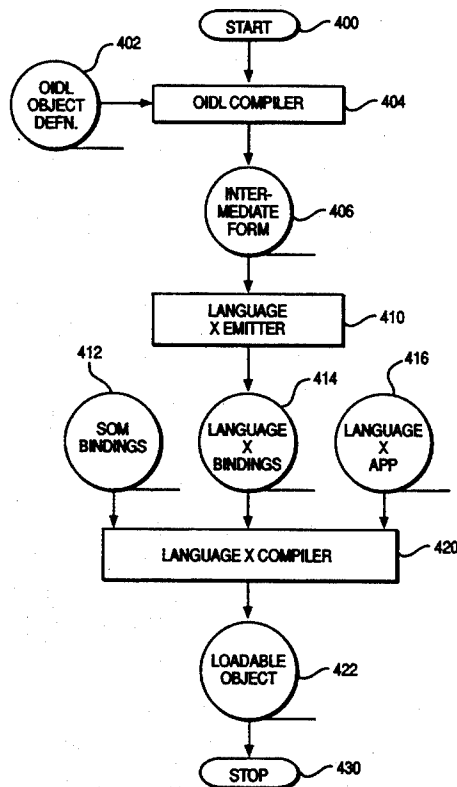 START
400
402
OIDL
OBJECT
DEFN.
OIDL COMPILER
404
INTER-
MEDIATE
FORM
406
LANGUAGE
X EMITTER
410
412
414
416
SOM
BINDINGS
LANGUAGE
X
BINDINGS
LANGUAGE
X
APP
LANGUAGE X COMPILER
420
LOADABLE
OBJECT
422
STOP
430